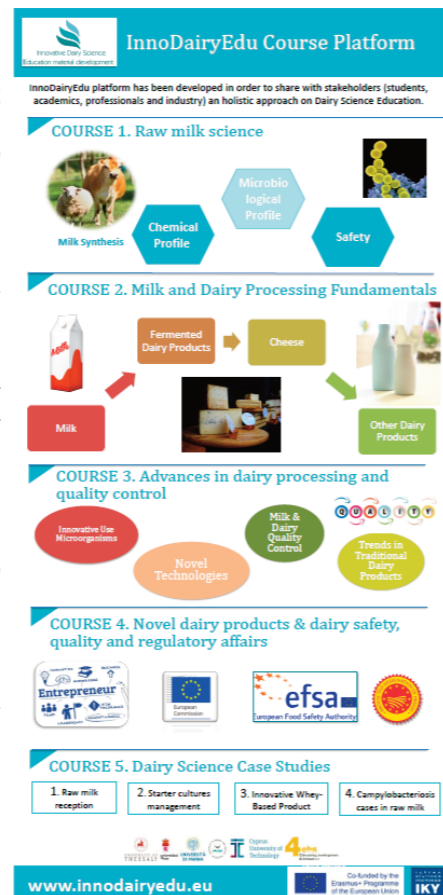 Innovative Dairy Science
Education material development
InnoDairyEdu Course Platform
InnoDairyEdu platform has been developed in order to share with stakeholders (students,
academics, professionals and industry) an holistic approach on Dairy Science Education.
COURSE 1. Raw milk science
Milk Synthesis
Chemical
Profile
Microbio
logical
Profile
Safety
COURSE 2. Milk and Dairy Processing Fundamentals
Milk
Milk
Fermented
Dairy Products
Cheese
Other Dairy
Products
COURSE 3. Advances in dairy processing and
quality control
Innovative Use
Microorganisms
Novel
Technologies
Milk &
Dairy
Quality
Control
QUALITY
Trends in
Traditional
Dairy
Products
COURSE 4. Novel dairy products & dairy safety,
quality and regulatory affairs
Entrepreneur
LEADERSHIP
European
Commission
efsa
European Food Safety Authority
COURSE 5. Dairy Science Case Studies
1. Raw milk
reception
2. Starter cultures
management
3. Innovative Whey-
Based Product
4. Campylobacteriosis
cases in raw milk
THESSALY
UNIVERSITÀ
DI PARMA
Cyprus
University of
Technology
www.innodairyedu.eu
Co-funded by the
Erasmus+ Programme
of the European Union
IKY